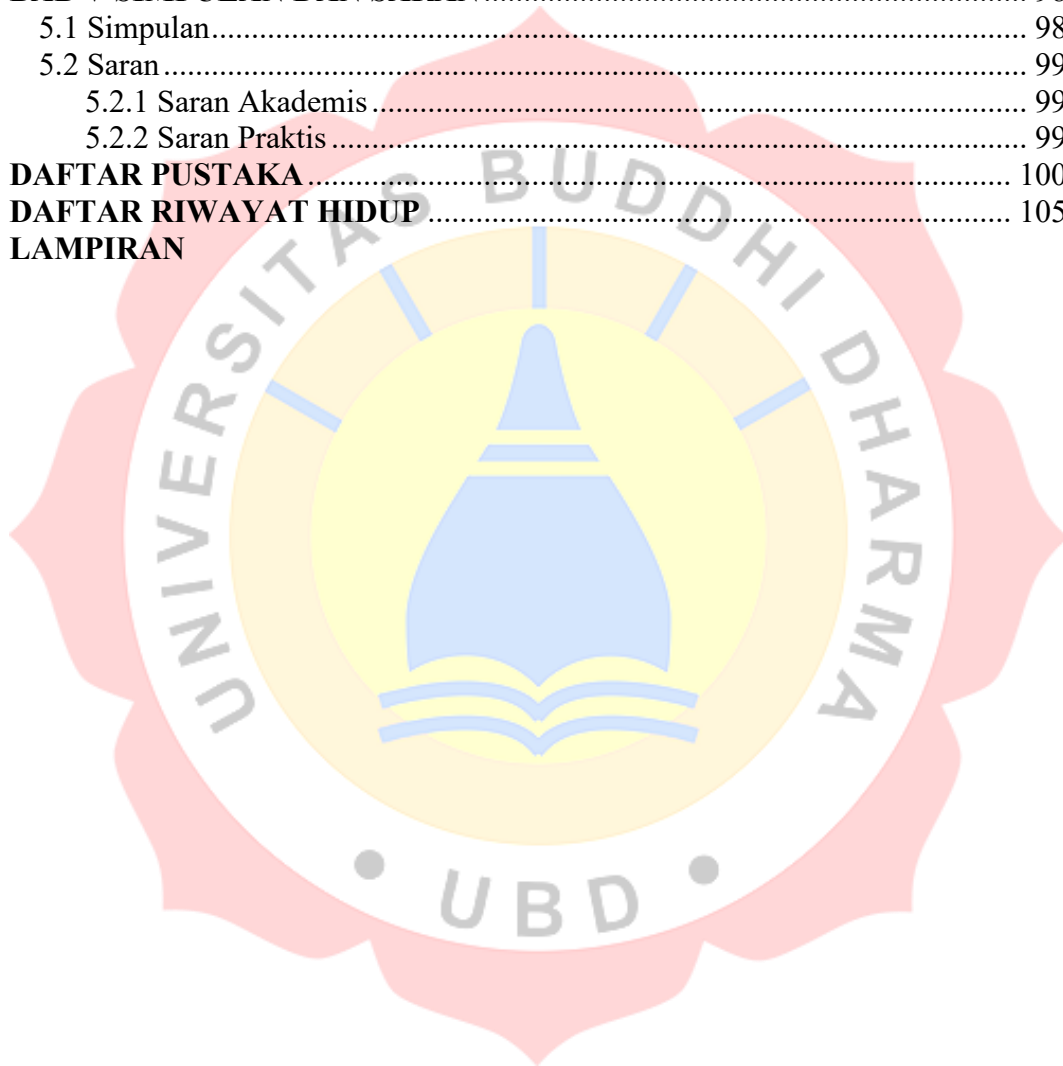 5.1 Simpulan.......................................................................................................... 98
5.2 Saran................................................................................................................ 99
5.2.1 Saran Akademis...................................................................................... 99
5.2.2 Saran Praktis........................................................................................... 99
DAFTAR PUSTAKA........................................................................................... 100
DAFTAR RIWAYAT HIDUP............................................................................. 105
LAMPIRAN
UNIVERSITAS BUDDHI DHARMA
• UBD •